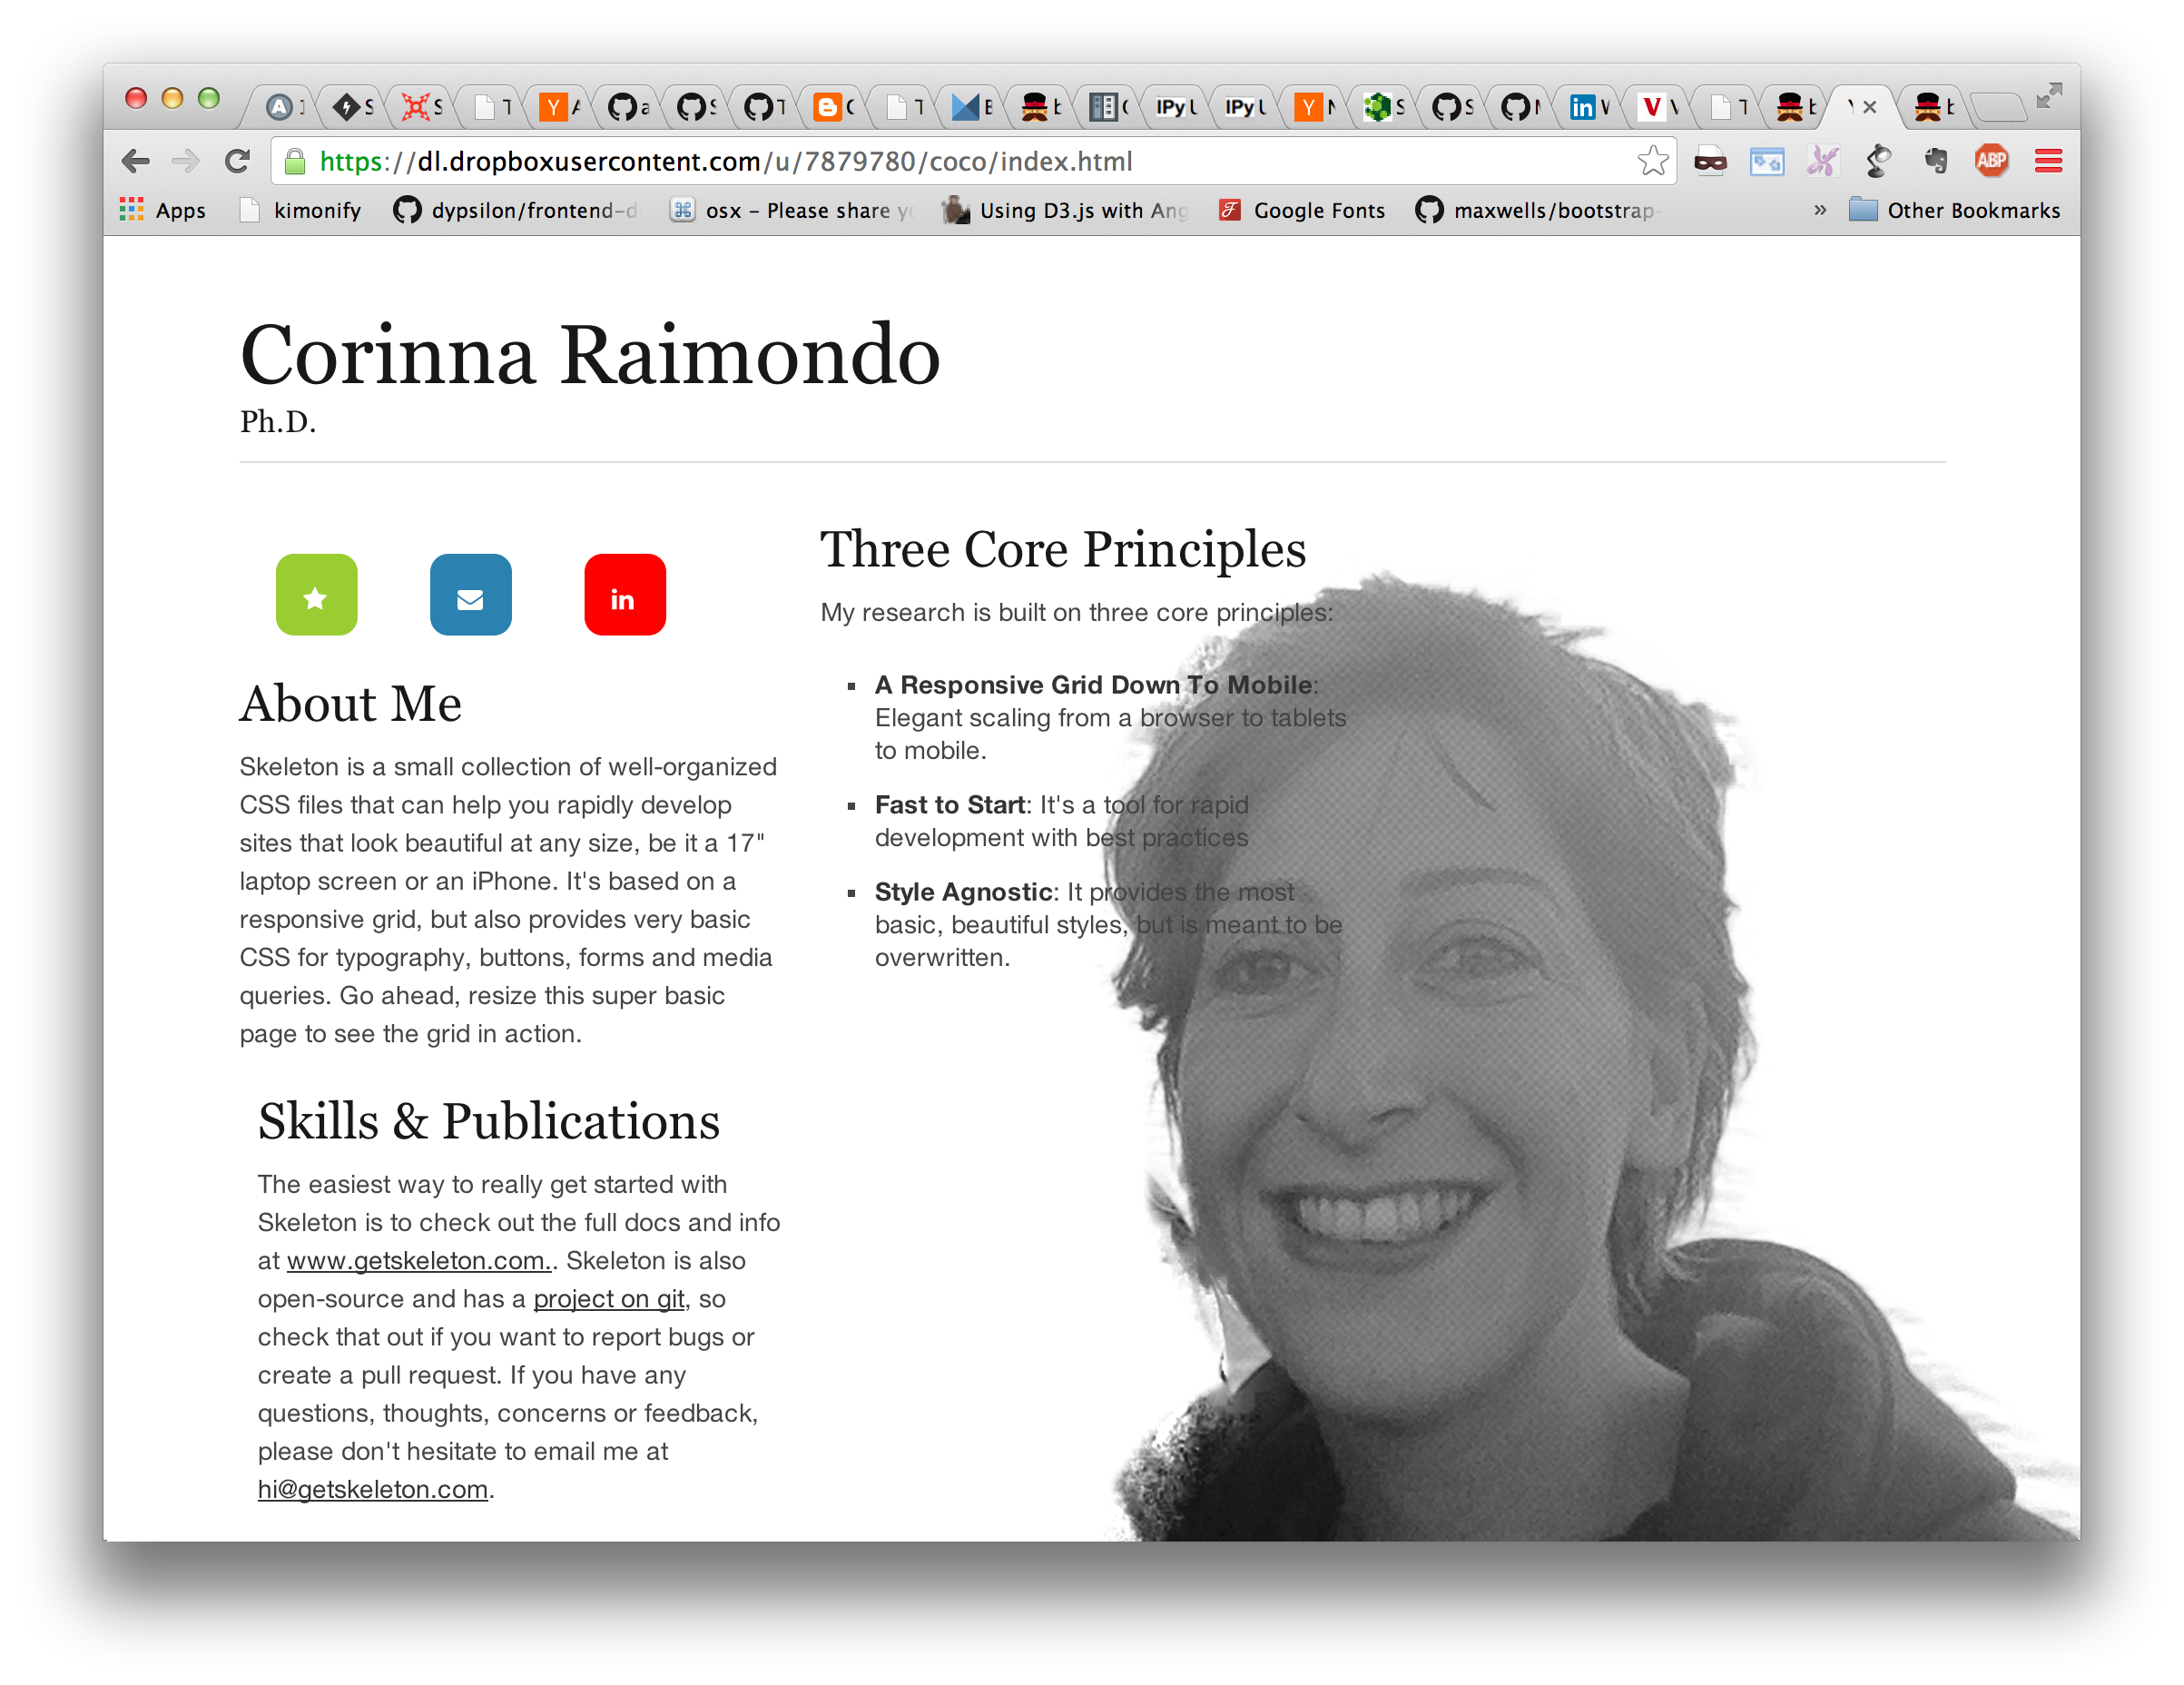 A
S
S
T
Y A
a
S
T
C
T
B
b
C
IPy
IPy
Y N
S
S
in
V
T
b
b
https://dl.dropboxusercontent.com/u/7879780/coco/index.html
ABP
Apps kimonify dypsilon/frontend-d osx – Please share yo Using D3.js with Ang Google Fonts maxwells/bootstrap- » Other Bookmarks
Corinna Raimondo
Ph.D.
in
About Me
Skeleton is a small collection of well-organized
CSS files that can help you rapidly develop
sites that look beautiful at any size, be it a 17"
laptop screen or an iPhone. It's based on a
responsive grid, but also provides very basic
CSS for typography, buttons, forms and media
queries. Go ahead, resize this super basic
page to see the grid in action.
Skills & Publications
The easiest way to really get started with
Skeleton is to check out the full docs and info
at www.getskeleton.com.. Skeleton is also
open-source and has a project on git, so
check that out if you want to report bugs or
create a pull request. If you have any
questions, thoughts, concerns or feedback,
please don't hesitate to email me at
hi@getskeleton.com.
Three Core Principles
My research is built on three core principles:
▪ A Responsive Grid Down To Mobile:
Elegant scaling from a browser to tablets
to mobile.
▪ Fast to Start: It's a tool for rapid
development with best practices
▪ Style Agnostic: It provides the most
basic, beautiful styles, but is meant to be
overwritten.